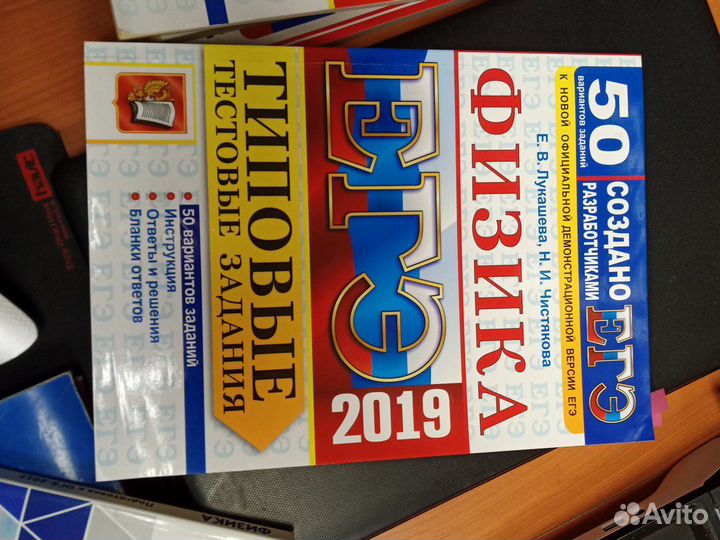 50
вариантов заданий
СОЗДАНО
РАЗРАБОТЧИКАМИ
ЕГЭ
К НОВОЙ ОФИЦИАЛЬНОЙ ДЕМОНСТРАЦИОННОЙ ВЕРСИИ ЕГЭ
Е. В. Лукашева, Н. И. Чистякова
ФИЗИКА
ЕГЭ
2019
ТИПОВЫЕ
ТЕСТОВЫЕ ЗАДАНИЯ
50 вариантов заданий
Инструкция
Ответы и решения
Бланки ответов
ФИЗИКА
Avito